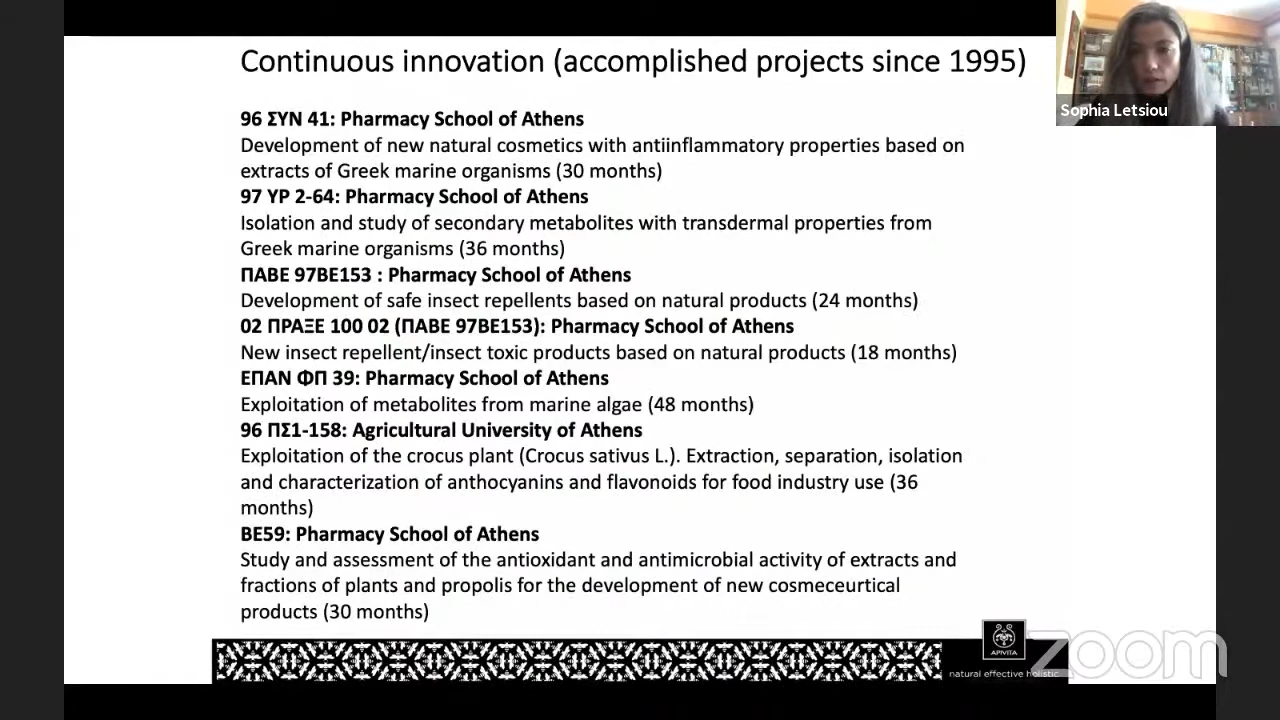 Continuous innovation (accomplished projects since 1995)
Sophia Letsiou
96 ΣΥΝ 41: Pharmacy School of Athens
Development of new natural cosmetics with antiinflammatory properties based on
extracts of Greek marine organisms (30 months)
97 ΥΡ 2-64: Pharmacy School of Athens
Isolation and study of secondary metabolites with transdermal properties from
Greek marine organisms (36 months)
ΠΑΒΕ 97ΒΕ153 : Pharmacy School of Athens
Development of safe insect repellents based on natural products (24 months)
02 ΠΡΑΞΕ 100 02 (ΠΑΒΕ 97ΒΕ153): Pharmacy School of Athens
New insect repellent/insect toxic products based on natural products (18 months)
ΕΠΑΝ ΦΠ 39: Pharmacy School of Athens
Exploitation of metabolites from marine algae (48 months)
96 ΠΣ1-158: Agricultural University of Athens
Exploitation of the crocus plant (Crocus sativus L.). Extraction, separation, isolation
and characterization of anthocyanins and flavonoids for food industry use (36
months)
ΒΕ59: Pharmacy School of Athens
Study and assessment of the antioxidant and antimicrobial activity of extracts and
fractions of plants and propolis for the development of new cosmeceurtical
products (30 months)
APIVITA
natural effective holistic
zoom